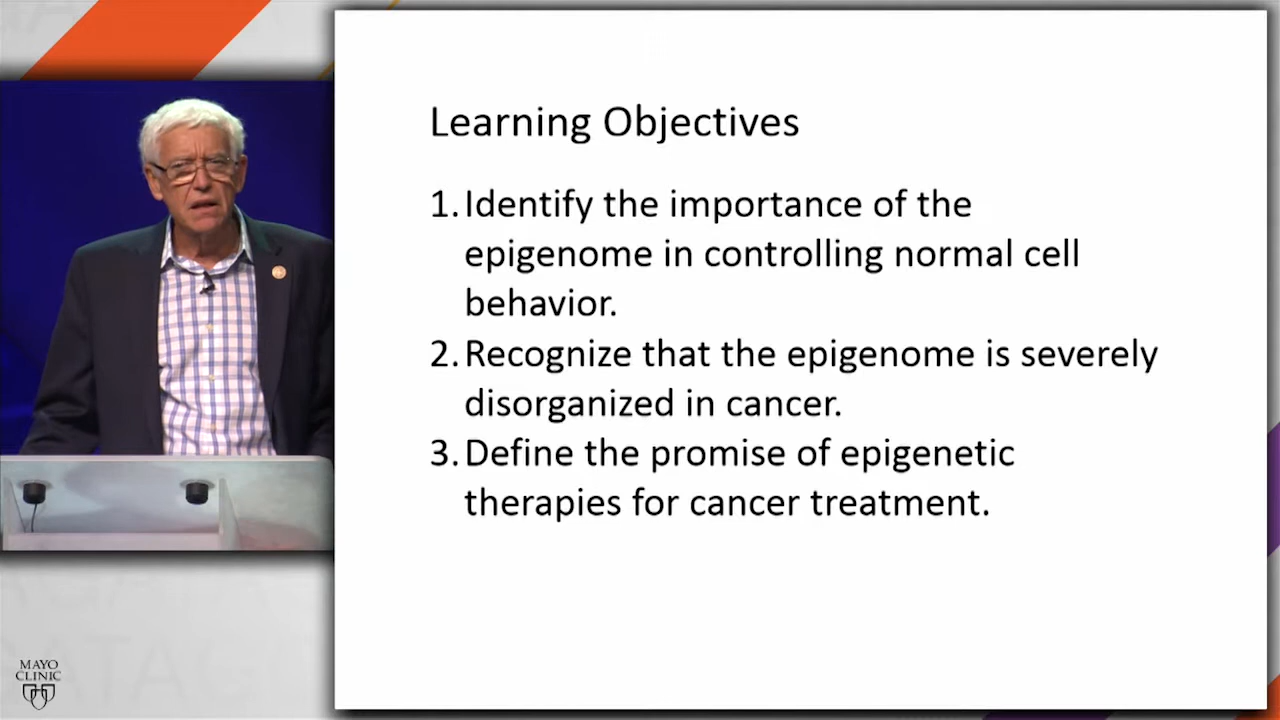 Learning Objectives
1. Identify the importance of the
epigenome in controlling normal cell
behavior.
2. Recognize that the epigenome is severely
disorganized in cancer.
3. Define the promise of epigenetic
therapies for cancer treatment.
MAYO
CLINIC